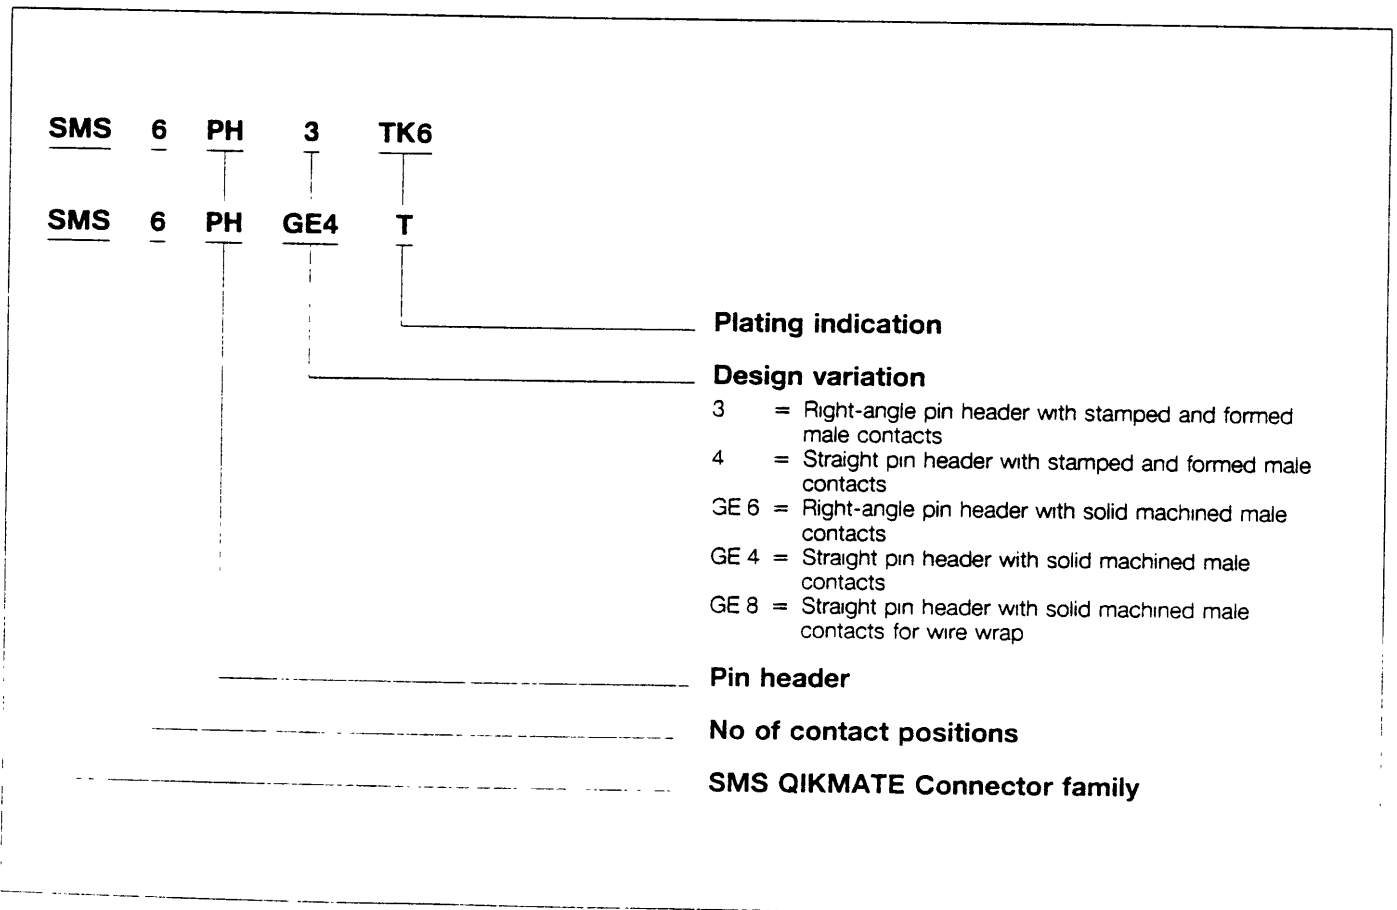 SMS 6 PH 3 TK6
SMS 6 PH GE4 T
Plating indication
Design variation
3 = Right-angle pin header with stamped and formed
male contacts
4 = Straight pin header with stamped and formed male
contacts
GE 6 = Right-angle pin header with solid machined male
contacts
GE 4 = Straight pin header with solid machined male
contacts
GE 8 = Straight pin header with solid machined male
contacts for wire wrap
Pin header
No of contact positions
SMS QIKMATE Connector family